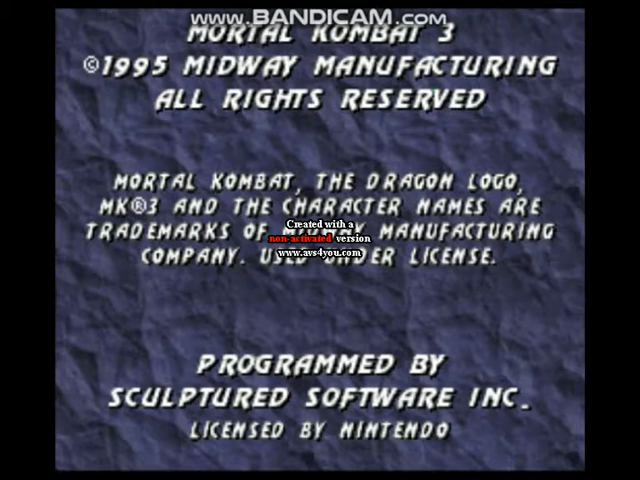 www.BANDICAM.com
MORTAL KOMBAT 3
©1995 MIDWAY MANUFACTURING
ALL RIGHTS RESERVED
MORTAL KOMBAT, THE DRAGON LOGO,
MK®3 AND THE CHARACTER NAMES ARE
Created with a
TRADEMARKS OF MIDWAY MANUFACTURING
non-activated version
COMPANY. USED UNDER LICENSE.
www.avs4you.com
PROGRAMMED BY
SCULPTURED SOFTWARE INC.
LICENSED BY NINTENDO